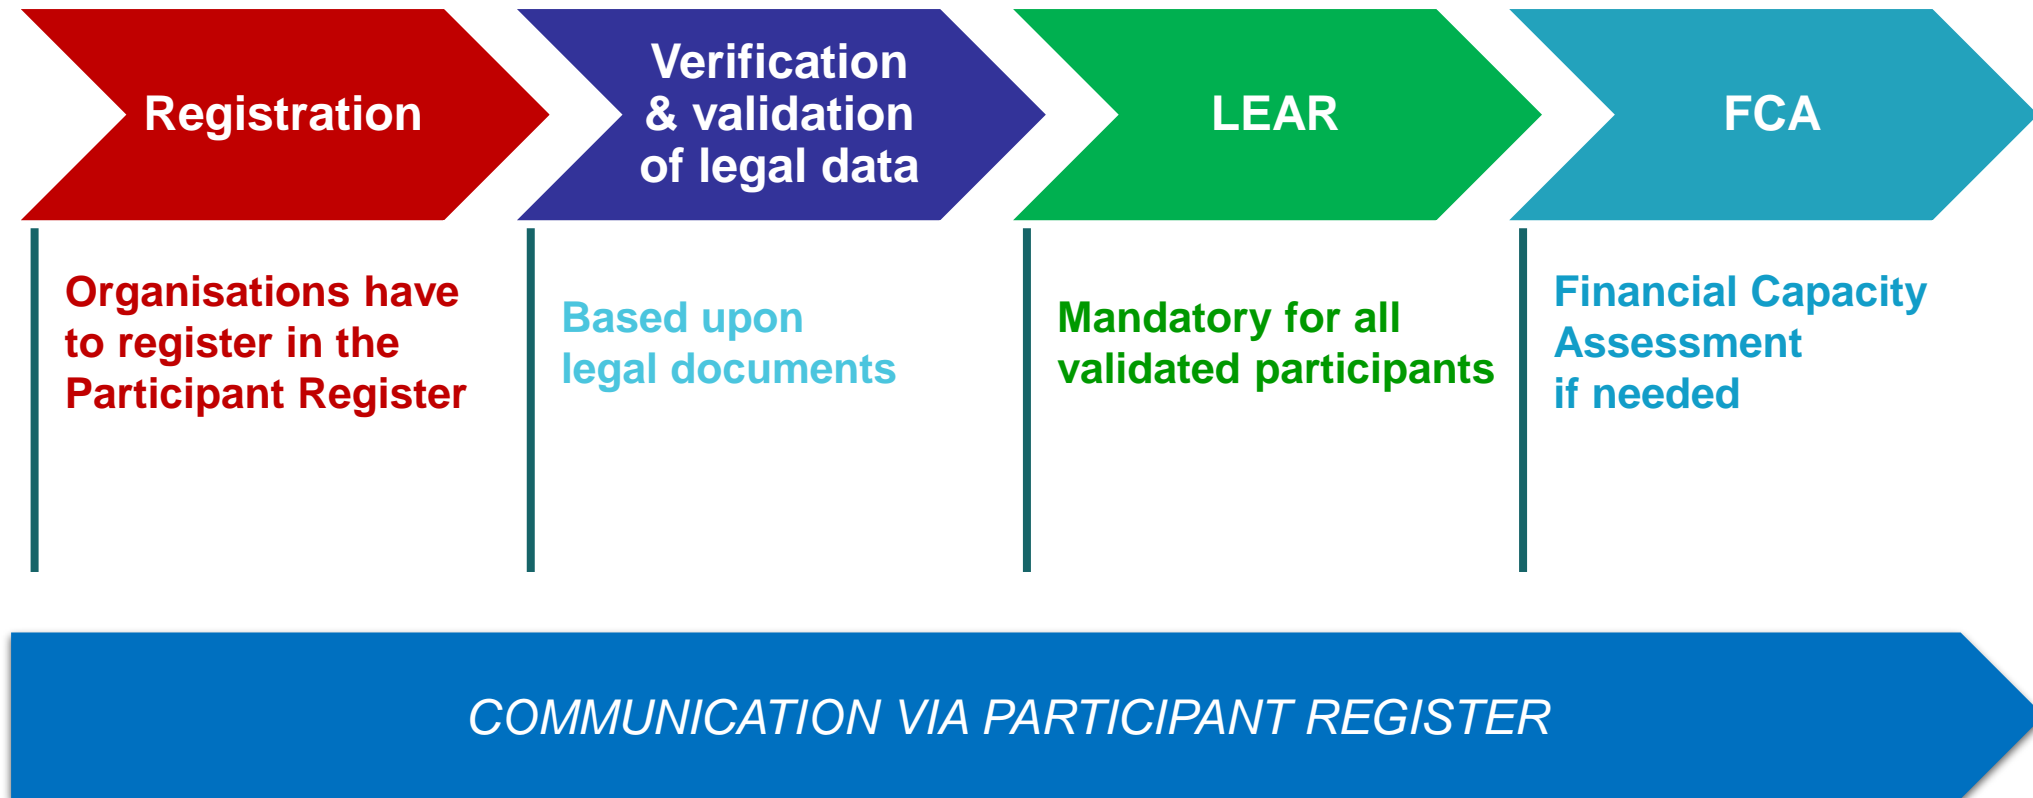 Registration
Verification
& validation
of legal data
LEAR
FCA
Organisations have
to register in the
Participant Register
Based upon
legal documents
Mandatory for all
validated participants
Financial Capacity
Assessment
if needed
COMMUNICATION VIA PARTICIPANT REGISTER